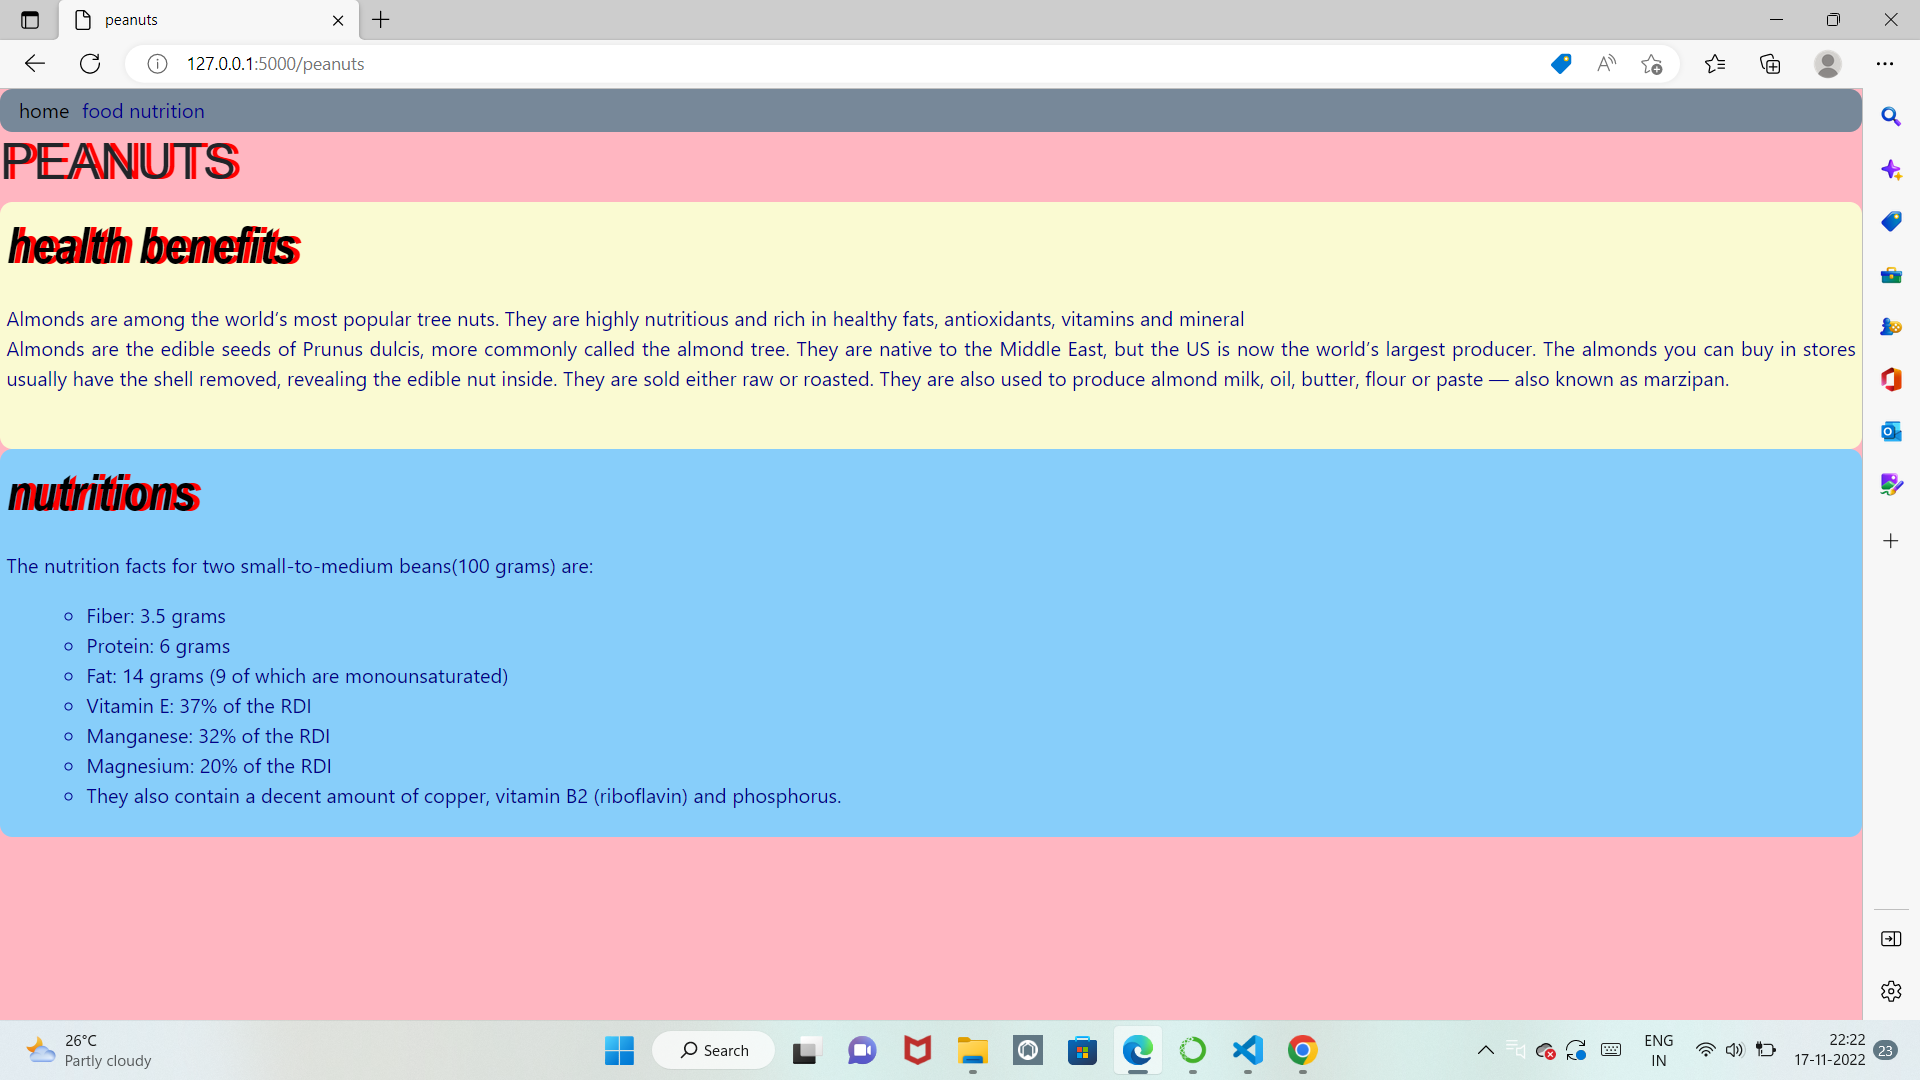 peanuts
127.0.0.1:5000/peanuts
home food nutrition
PEANUTS
health benefits
Almonds are among the world’s most popular tree nuts. They are highly nutritious and rich in healthy fats, antioxidants, vitamins and mineral
Almonds are the edible seeds of Prunus dulcis, more commonly called the almond tree. They are native to the Middle East, but the US is now the world’s largest producer. The almonds you can buy in stores
usually have the shell removed, revealing the edible nut inside. They are sold either raw or roasted. They are also used to produce almond milk, oil, butter, flour or paste — also known as marzipan.
nutritions
The nutrition facts for two small-to-medium beans(100 grams) are:
Fiber: 3.5 grams
Protein: 6 grams
Fat: 14 grams (9 of which are monounsaturated)
Vitamin E: 37% of the RDI
Manganese: 32% of the RDI
Magnesium: 20% of the RDI
They also contain a decent amount of copper, vitamin B2 (riboflavin) and phosphorus.
26°C
Partly cloudy
Search
ENG
IN
22:22
17-11-2022
23